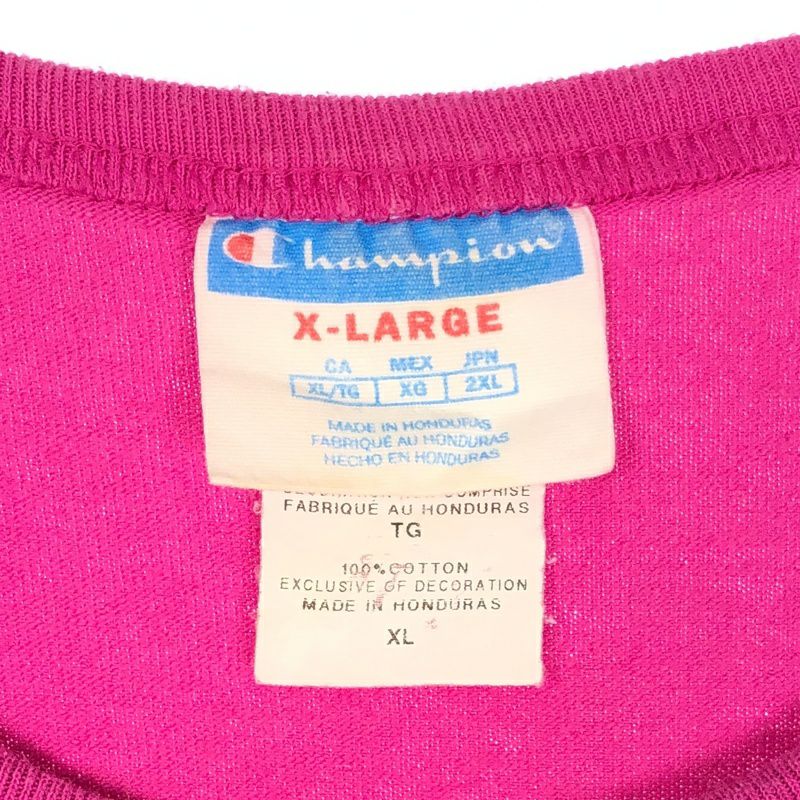 Champion
X-LARGE
CA MEX JPN
XL/TG XG 2XL
MADE IN HONDURAS
FABRIQUÉ AU HONDURAS
HECHO EN HONDURAS
COMPRISE
FABRIQUÉ AU HONDURAS
TG
100% COTTON
EXCLUSIVE OF DECORATION
MADE IN HONDURAS
XL